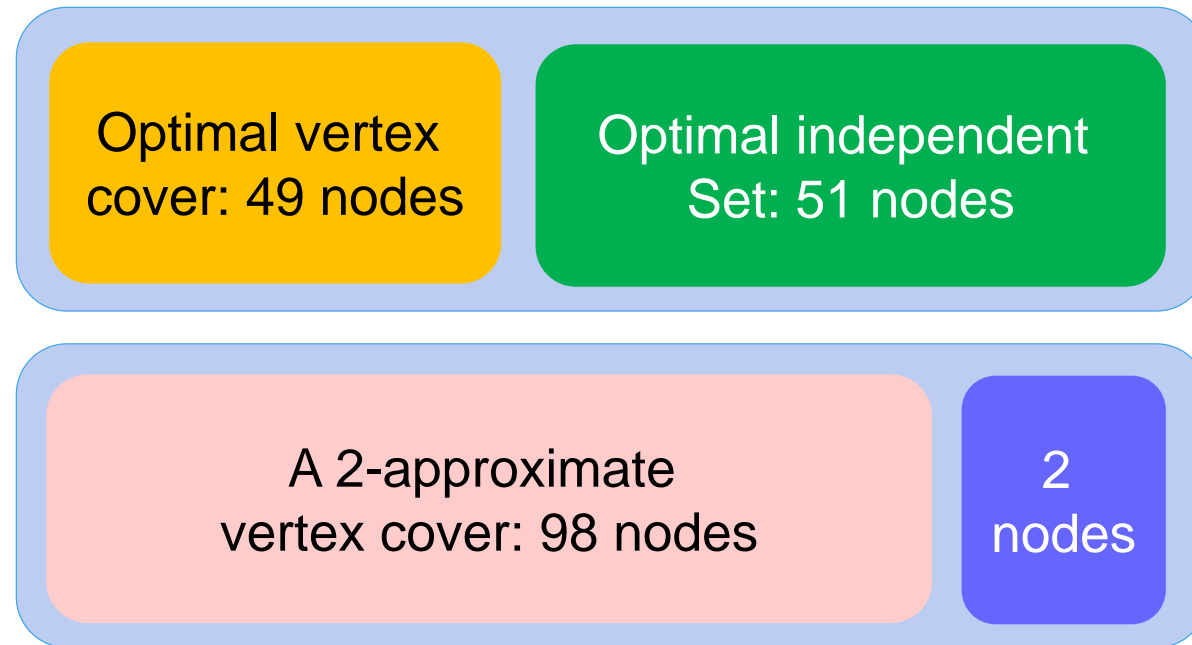 Optimal vertex
cover: 49 nodes
Optimal independent
Set: 51 nodes
A 2-approximate
vertex cover: 98 nodes
2
nodes